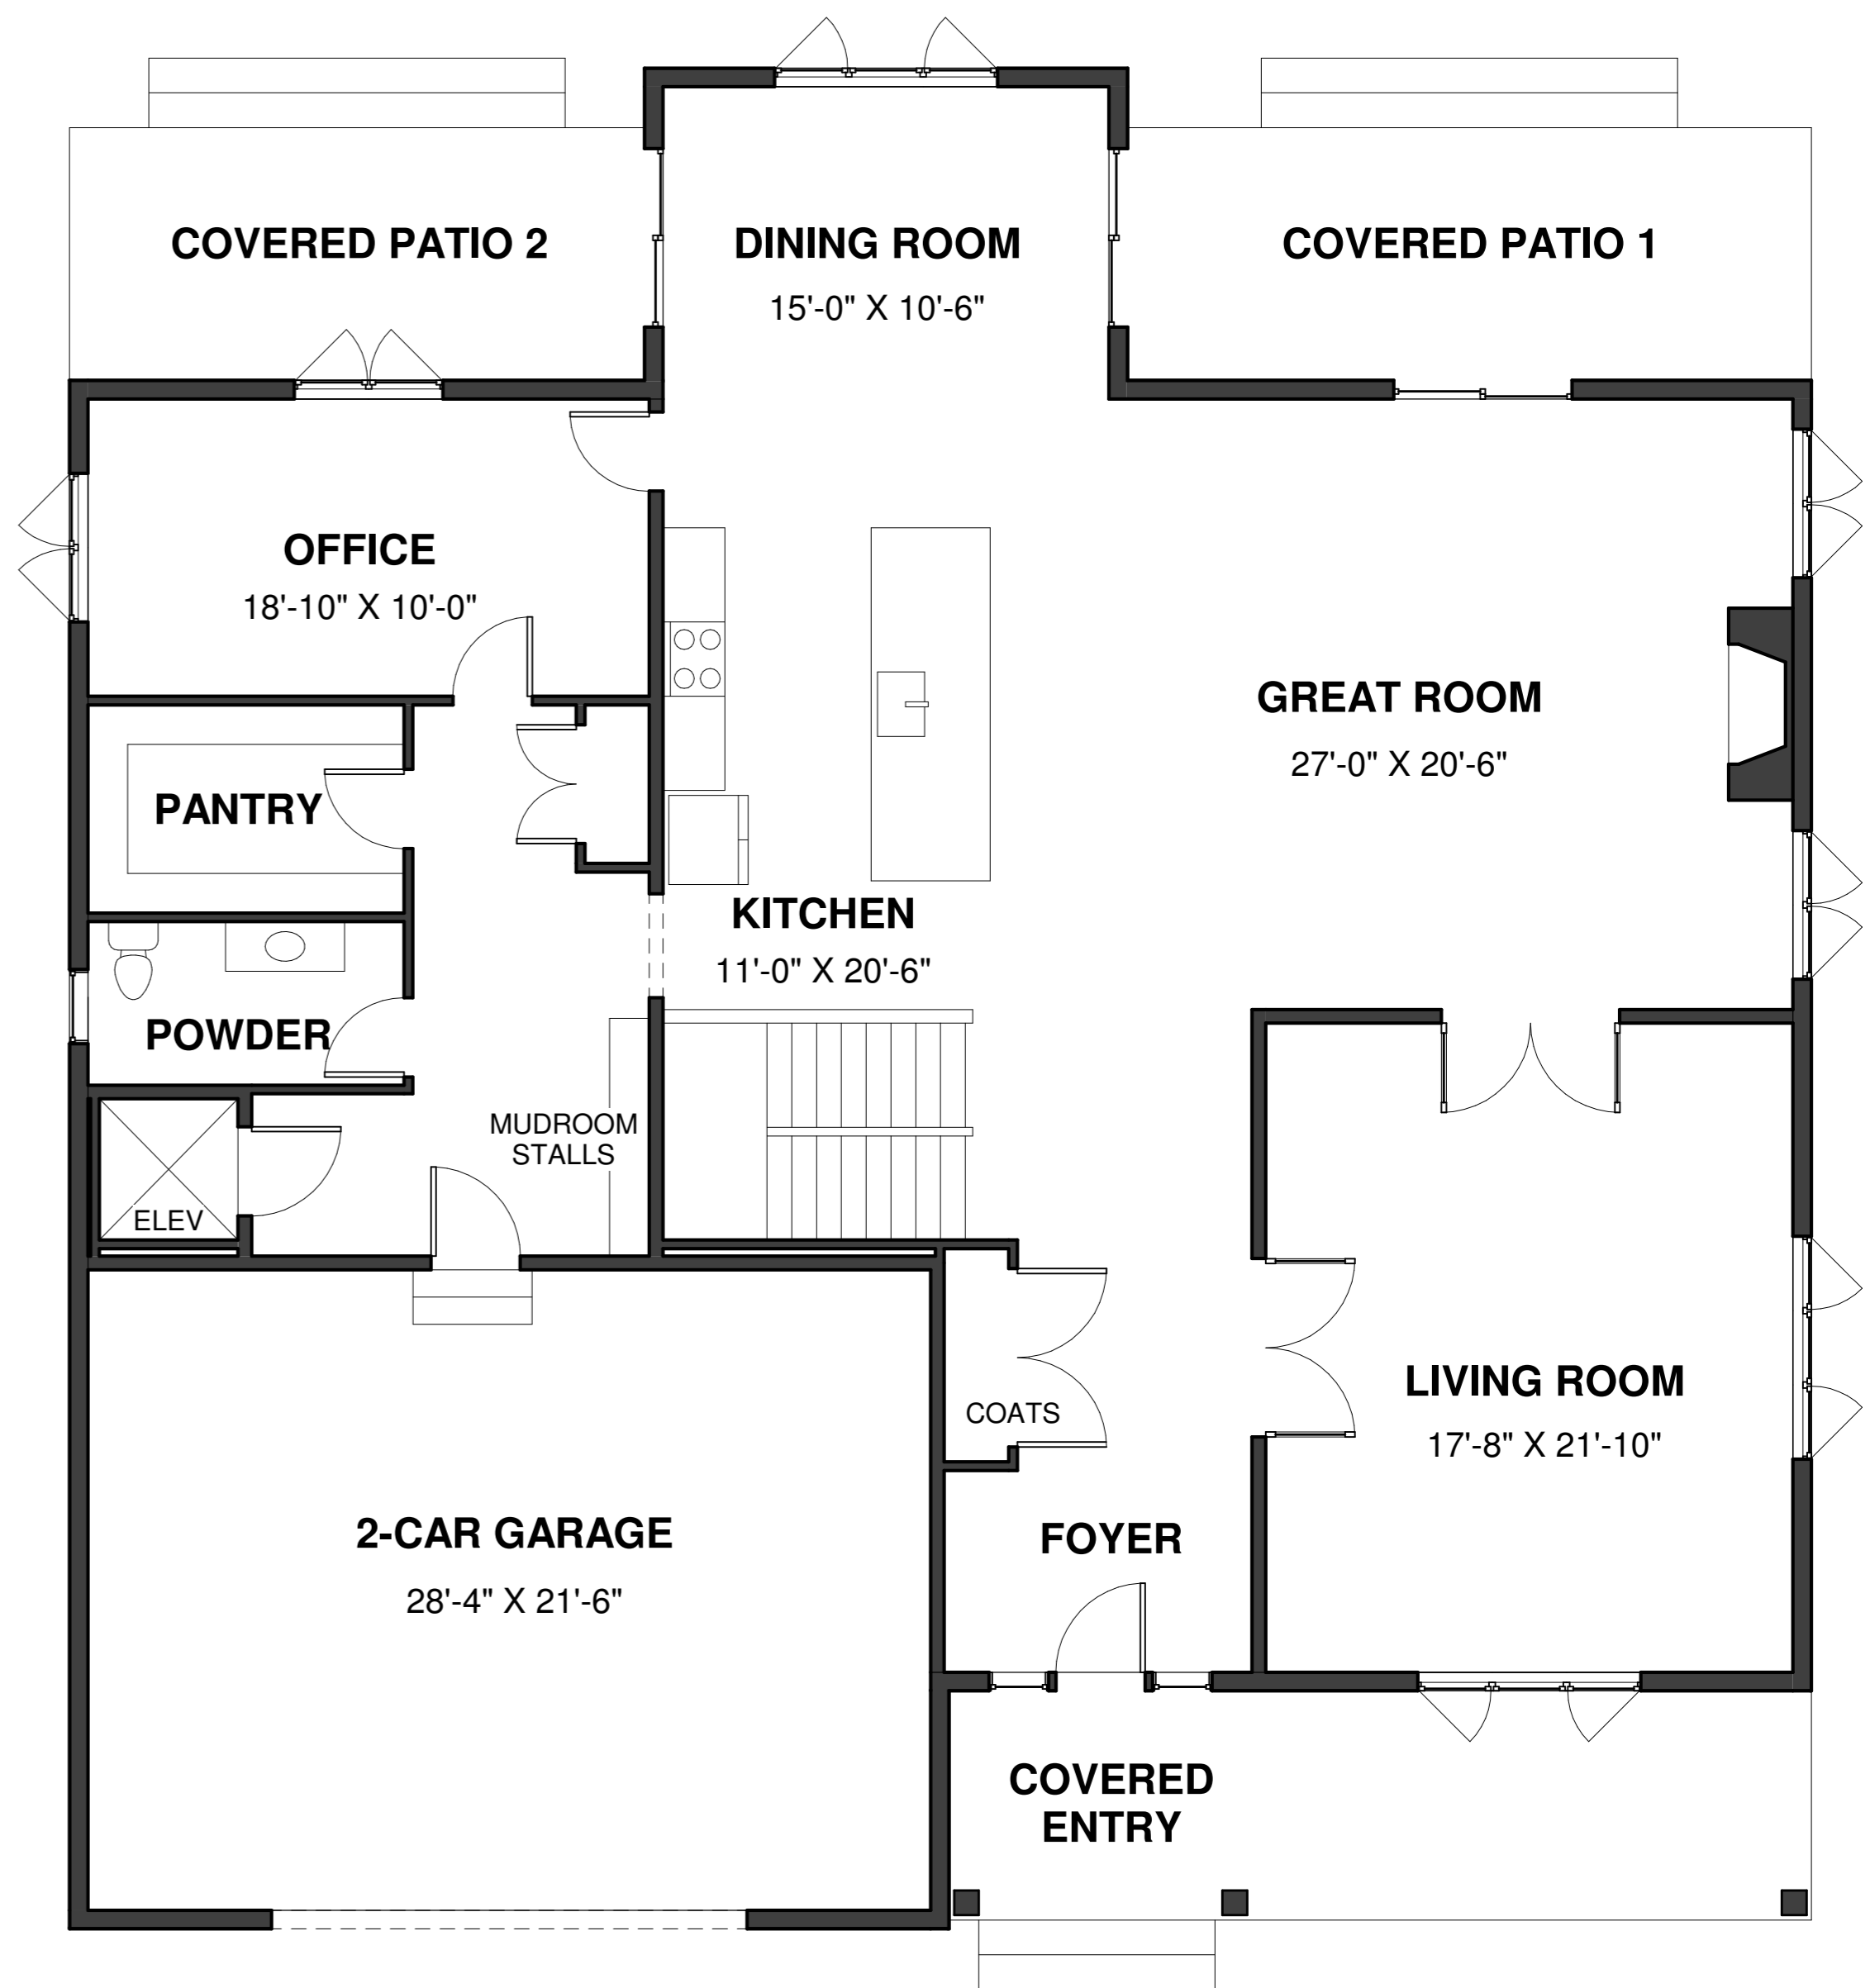 COVERED PATIO 2
DINING ROOM
15'-0" X 10'-6"
COVERED PATIO 1
OFFICE
18'-10" X 10'-0"
GREAT ROOM
27'-0" X 20'-6"
PANTRY
KITCHEN
11'-0" X 20'-6"
POWDER
MUDROOM
STALLS
ELEV
COATS
LIVING ROOM
17'-8" X 21'-10"
2-CAR GARAGE
28'-4" X 21'-6"
FOYER
COVERED
ENTRY